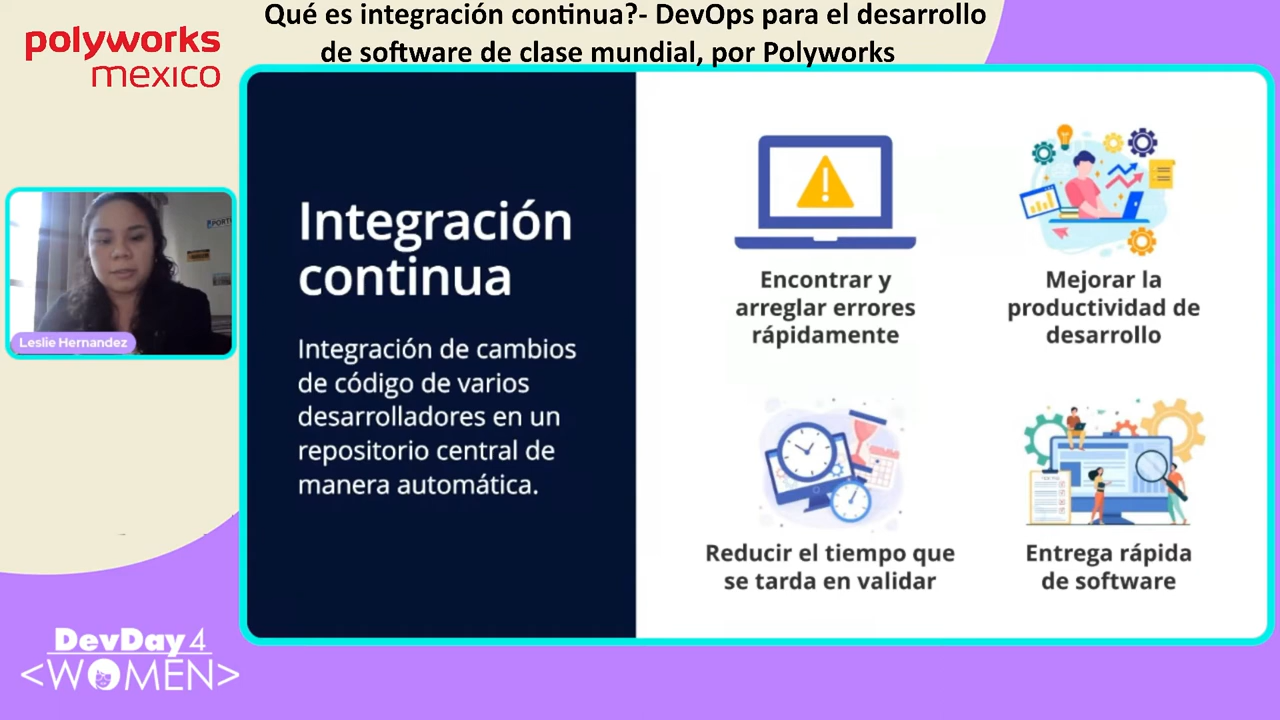 Qué es integración continua?- DevOps para el desarrollo
de software de clase mundial, por Polyworks
polyworks
mexico
Leslie Hernandez
Integración
continua
Integración de cambios
de código de varios
desarrolladores en un
repositorio central de
manera automática.
Encontrar y
arreglar errores
rápidamente
Mejorar la
productividad de
desarrollo
Reducir el tiempo que
se tarda en validar
Entrega rápida
de software
DevDay 4
<WOMEN>